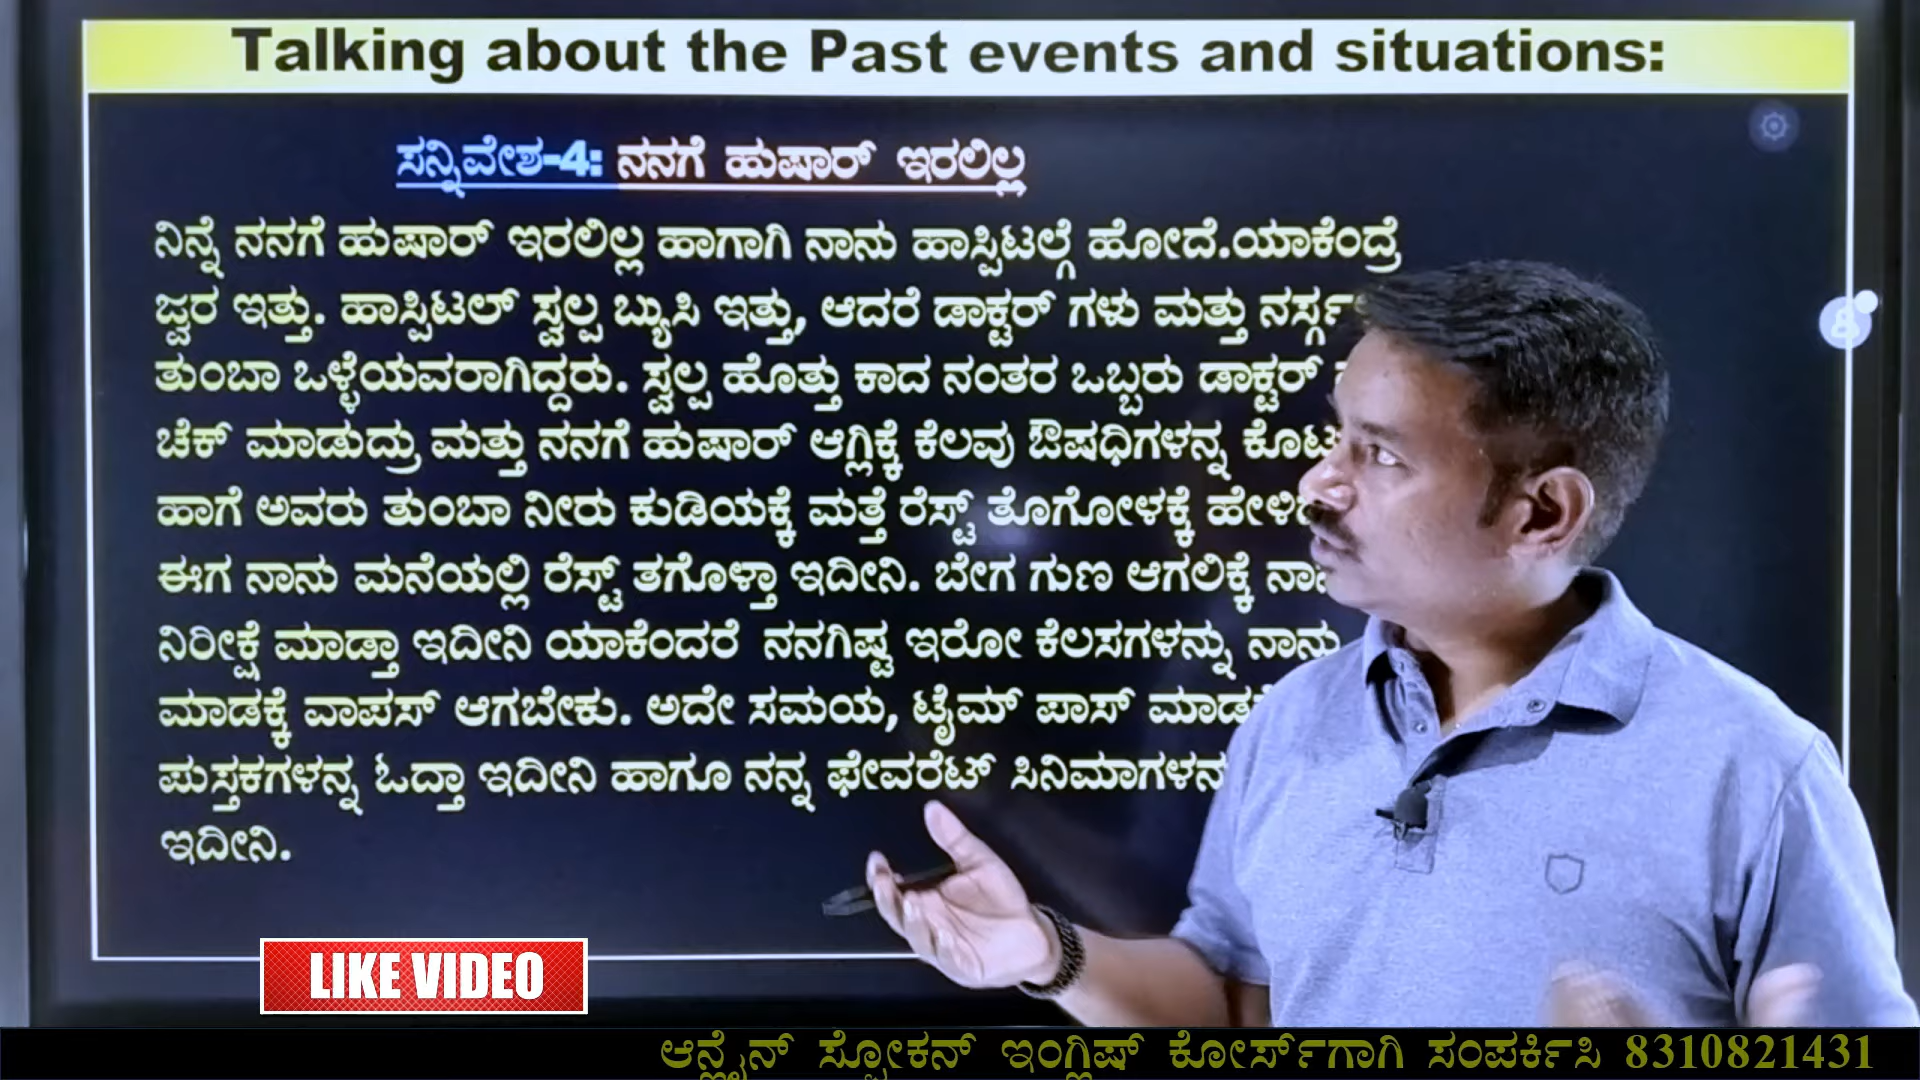 Talking about the Past events and situations:
ಸನ್ನಿವೇಶ-4: ನನಗೆ ಹುಷಾರ್ ಇರಲಿಲ್ಲ
ನಿನ್ನೆ ನನಗೆ ಹುಷಾರ್ ಇರಲಿಲ್ಲ ಹಾಗಾಗಿ ನಾನು ಹಾಸ್ಪಿಟಲ್ಗೆ ಹೋದೆ.ಯಾಕೆಂದ್ರೆ
ಜ್ವರ ಇತ್ತು. ಹಾಸ್ಪಿಟಲ್ ಸ್ವಲ್ಪ ಬ್ಯುಸಿ ಇತ್ತು, ಆದರೆ ಡಾಕ್ಟರ್ ಗಳು ಮತ್ತು
ತುಂಬಾ ಒಳ್ಳೆಯವರಾಗಿದ್ದರು. ಸ್ವಲ್ಪ ಹೊತ್ತು ಕಾದ ನಂತರ ಒಬ್ಬರು ಡಾಕ್ಟರ್
ಚೆಕ್ ಮಾಡುದ್ರು ಮತ್ತು ನನಗೆ ಹುಷಾರ್ ಆಗ್ಲಿಕ್ಕೆ ಕೆಲವು ಔಷಧಿಗಳನ್ನ
ಹಾಗೆ ಅವರು ತುಂಬಾ ನೀರು ಕುಡಿಯಕ್ಕೆ ಮತ್ತೆ ರೆಸ್ಟ್ ತೊಗೋಳಕ್ಕೆ
ಈಗ ನಾನು ಮನೆಯಲ್ಲಿ ರೆಸ್ಟ್ ತಗೊಳ್ತಾ ಇದೀನಿ. ಬೇಗ ಗುಣ ಆಗಲಿಕ್ಕೆ
ನಿರೀಕ್ಷೆ ಮಾಡ್ತಾ ಇದೀನಿ ಯಾಕೆಂದರೆ ನನಗಿಷ್ಟ ಇರೋ ಕೆಲಸಗಳನ್ನು ನಾನು
ಮಾಡಕ್ಕೆ ವಾಪಸ್ ಆಗಬೇಕು. ಅದೇ ಸಮಯ, ಟೈಮ್ ಪಾಸ್
ಪುಸ್ತಕಗಳನ್ನ ಓದ್ತಾ ಇದೀನಿ ಹಾಗೂ ನನ್ನ ಫೇವರೆಟ್
ಇದೀನಿ.
LIKE VIDEO
ಆನ್ಲೈನ್ ಸ್ಪೋಕನ್ ಇಂಗ್ಲಿಷ್ ಕೋರ್ಸ್‌ಗಾಗಿ ಸಂಪರ್ಕಿಸಿ 8310821431